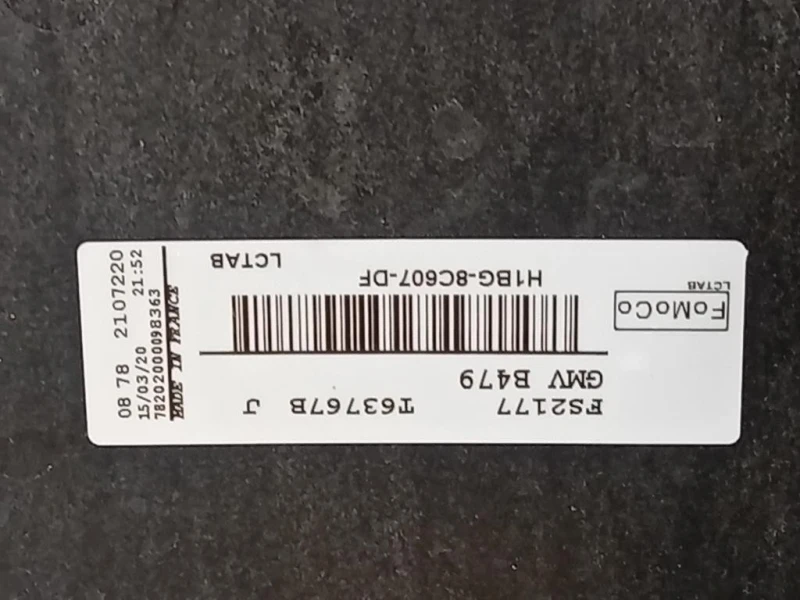 FS2177 T63767B J
GMV B479
FoMoCo
LCTAB
H1BG-8C607-DF
LCTAB
08 78 2107220
15/03/20 21:52
78202000098363
MADE IN FRANCE